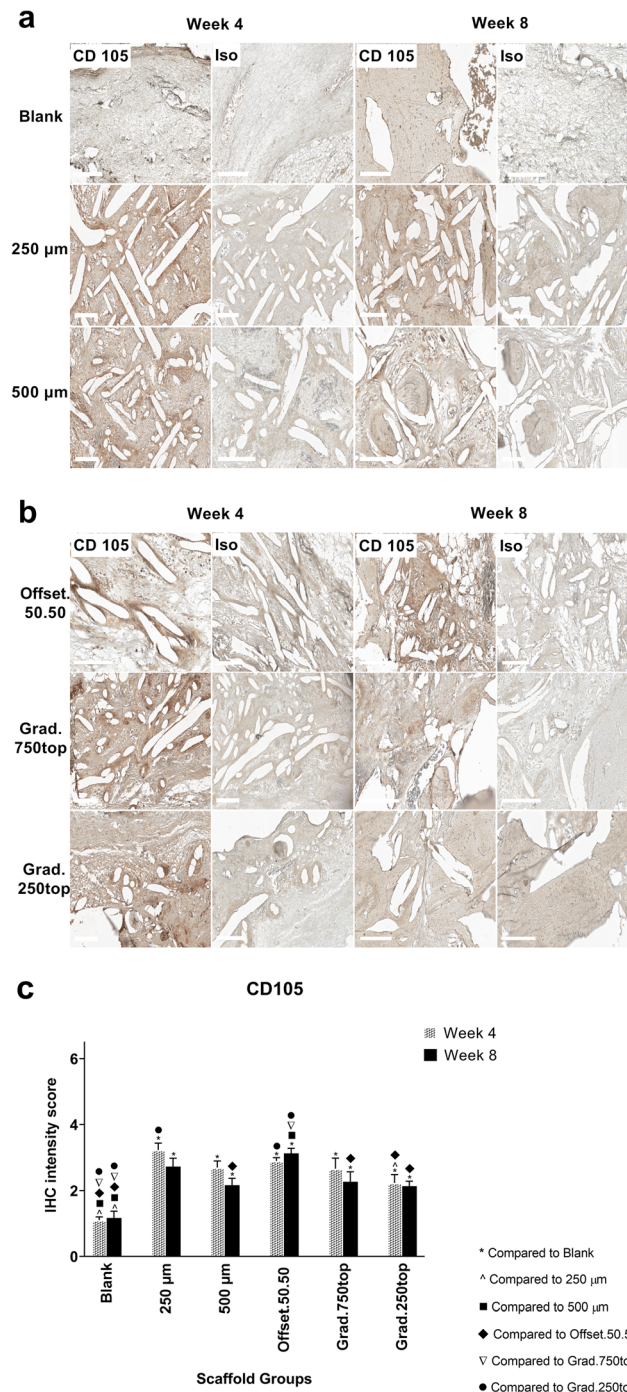 a
Week 4
Week 8
CD 105
Iso
CD 105
Iso
Blank
250 µm
500 µm
b
Week 4
Week 8
CD 105
Iso
CD 105
Iso
Offset.
50.50
Grad.
750top
Grad.
250top
c
CD105
Week 4
Week 8
IHC intensity score
6
4
2
0
* ^ ■ ◆ ▽ ●
Blank
250 µm
500 µm
Offset.50.50
Grad.750top
Grad.250top
Scaffold Groups
* Compared to Blank
^ Compared to 250 µm
■ Compared to 500 µm
◆ Compared to Offset.50.5
▽ Compared to Grad.750to
● Compared to Grad.250to